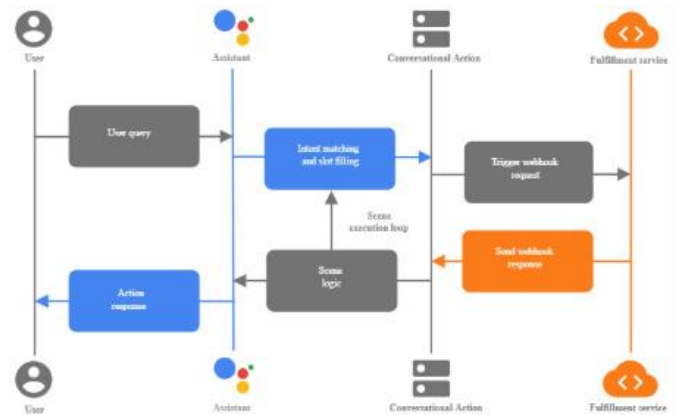 User
Assistant
Conversational Action
Fulfillment service
User query
Intent matching
and slot filling
Trigger webhook
request
Scene
execution loop
Send webhook
response
Scene
logic
Action
response
User
Assistant
Conversational Action
Fulfillment service